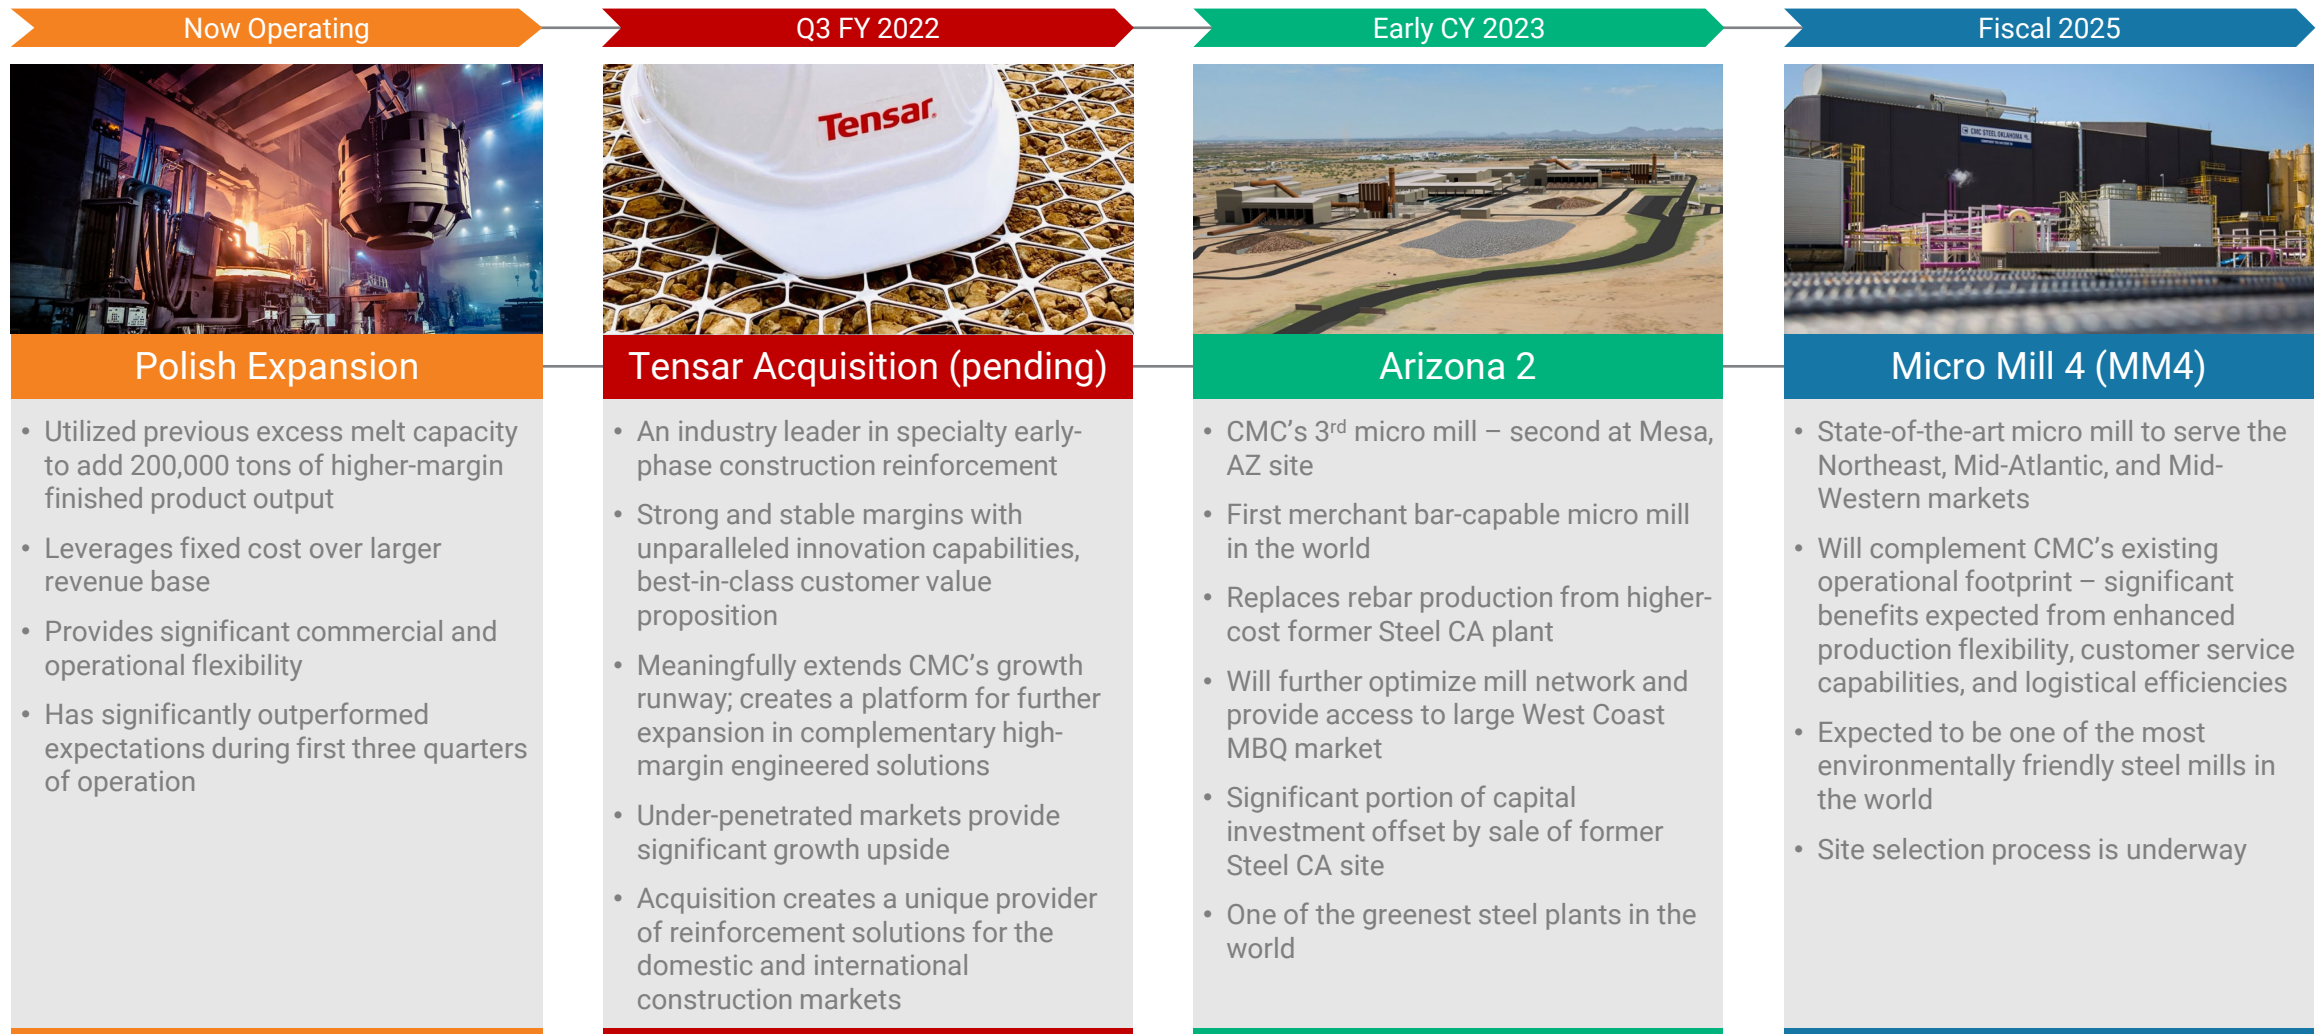 Now Operating
Q3 FY 2022
Early CY 2023
Fiscal 2025
Tensar
CMC STEEL OKLAHOMA
Polish Expansion
Tensar Acquisition (pending)
Arizona 2
Micro Mill 4 (MM4)
• Utilized previous excess melt capacity
to add 200,000 tons of higher-margin
finished product output
• Leverages fixed cost over larger
revenue base
• Provides significant commercial and
operational flexibility
• Has significantly outperformed
expectations during first three quarters
of operation
• An industry leader in specialty early-
phase construction reinforcement
• Strong and stable margins with
unparalleled innovation capabilities,
best-in-class customer value
proposition
• Meaningfully extends CMC’s growth
runway; creates a platform for further
expansion in complementary high-
margin engineered solutions
• Under-penetrated markets provide
significant growth upside
• Acquisition creates a unique provider
of reinforcement solutions for the
domestic and international
construction markets
• CMC’s 3rd micro mill – second at Mesa,
AZ site
• First merchant bar-capable micro mill
in the world
• Replaces rebar production from higher-
cost former Steel CA plant
• Will further optimize mill network and
provide access to large West Coast
MBQ market
• Significant portion of capital
investment offset by sale of former
Steel CA site
• One of the greenest steel plants in the
world
• State-of-the-art micro mill to serve the
Northeast, Mid-Atlantic, and Mid-
Western markets
• Will complement CMC’s existing
operational footprint – significant
benefits expected from enhanced
production flexibility, customer service
capabilities, and logistical efficiencies
• Expected to be one of the most
environmentally friendly steel mills in
the world
• Site selection process is underway